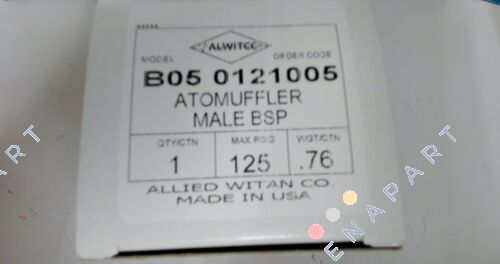 ALWITCO
MODEL ORDER CODE
B05 0121005
ATOMUFFLER
MALE BSP
QTY/CTN MAX PSIG WGT/CTN
1 125 .76
ALLIED WITAN CO.
MADE IN USA
ENAPART
ENAPART